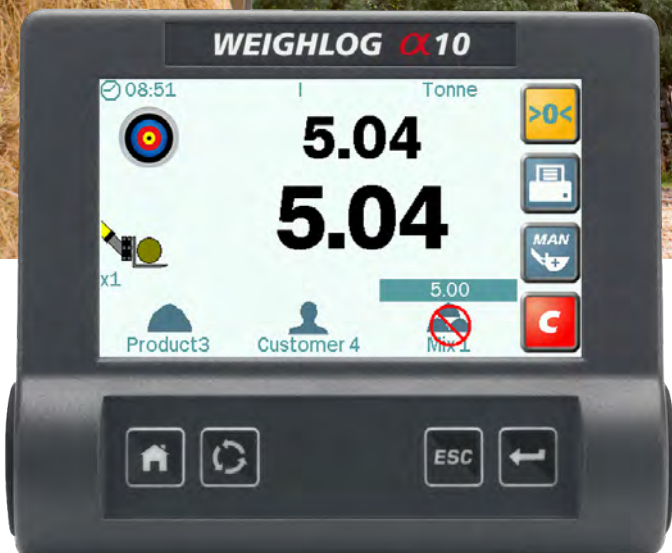 WEIGHLOG α10
08:51 I Tonne
>0<
5.04
5.04
MAN
x1
5.00
C
Product3 Customer 4 Mix 1
ESC